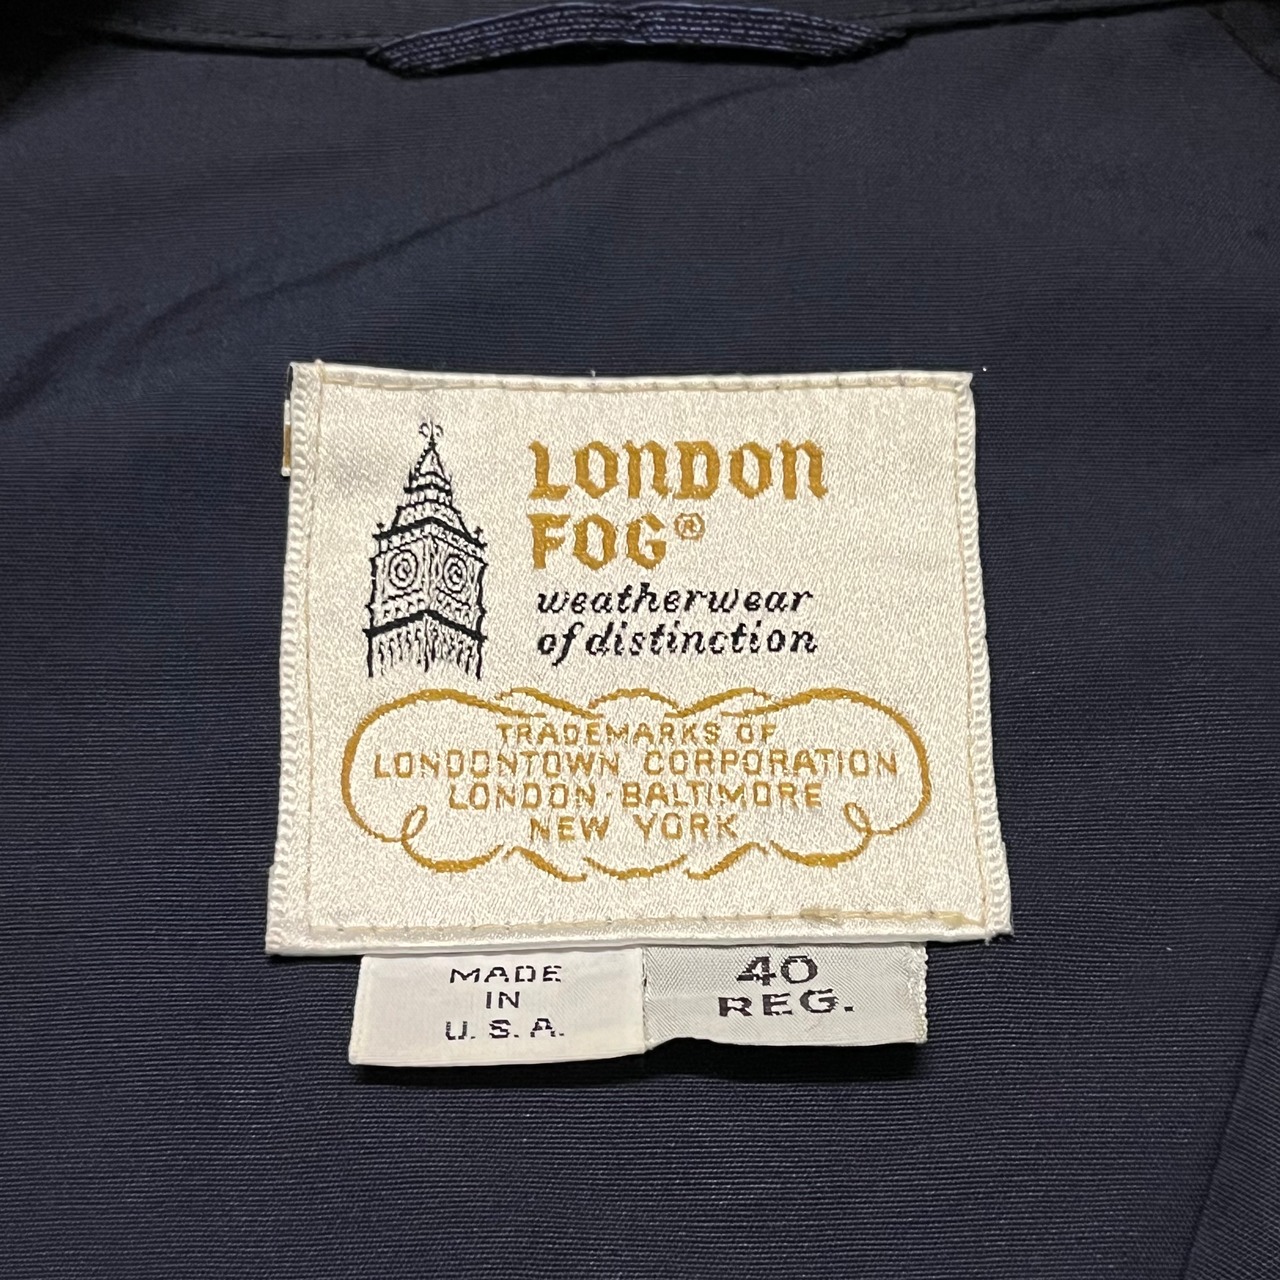 LONDON
FOG®
weatherwear
of distinction
TRADEMARKS OF
LONDONTOWN CORPORATION
LONDON · BALTIMORE
NEW YORK
MADE
IN
U.S.A.
40
REG.